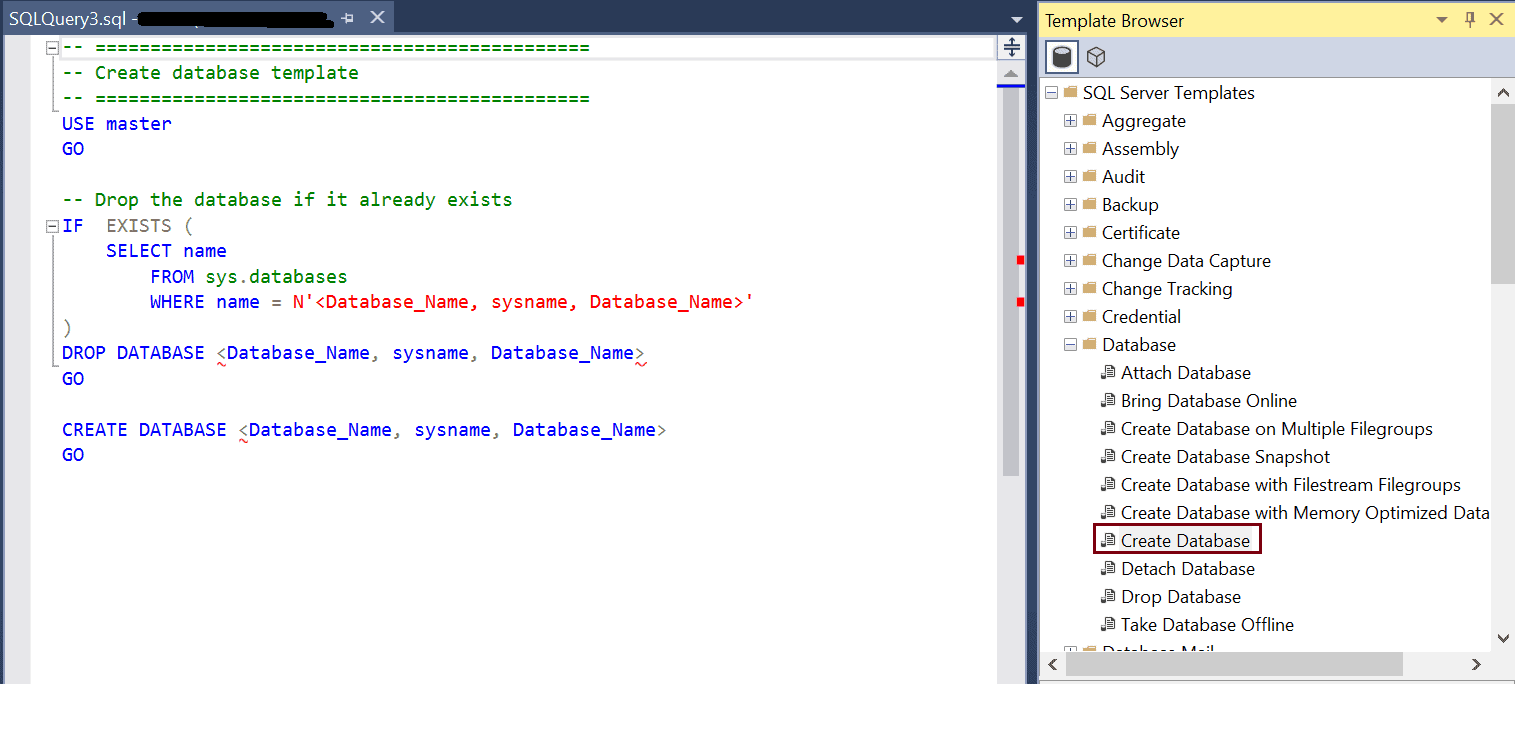 SQLQuery3.sql -
-- =============================================
-- Create database template
-- =============================================
USE master
GO
-- Drop the database if it already exists
IF  EXISTS (
SELECT name
FROM sys.databases
WHERE name = N'<Database_Name, sysname, Database_Name>'
)
DROP DATABASE <Database_Name, sysname, Database_Name>
GO
CREATE DATABASE <Database_Name, sysname, Database_Name>
GO
Template Browser
SQL Server Templates
Aggregate
Assembly
Audit
Backup
Certificate
Change Data Capture
Change Tracking
Credential
Database
Attach Database
Bring Database Online
Create Database on Multiple Filegroups
Create Database Snapshot
Create Database with Filestream Filegroups
Create Database with Memory Optimized Data
Create Database
Detach Database
Drop Database
Take Database Offline
Database Mail